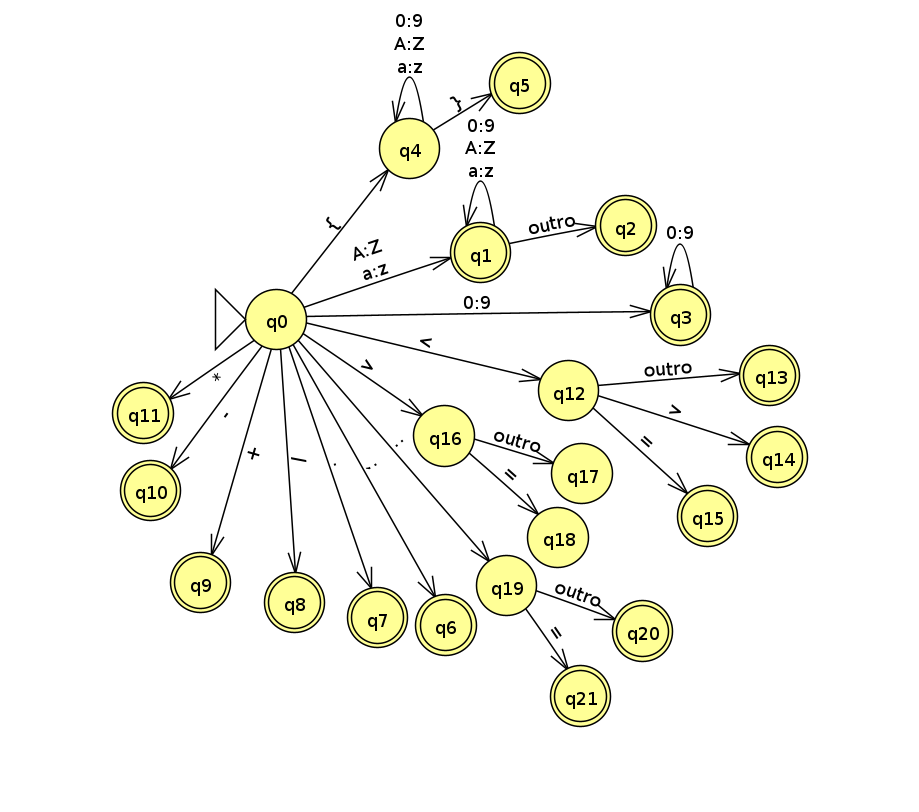 0:9
A:Z
a:z
q5
}
0:9
A:Z
a:z
q4
{
outro
q2
A:Z
a:z
q1
0:9
0:9
q3
q0
<
outro
q13
q12
>
q14
=
q15
>
q16
outro
q17
=
q18
*
q11
-
q10
+
q9
/
q8
q7
q6
q19
outro
q20
=
q21